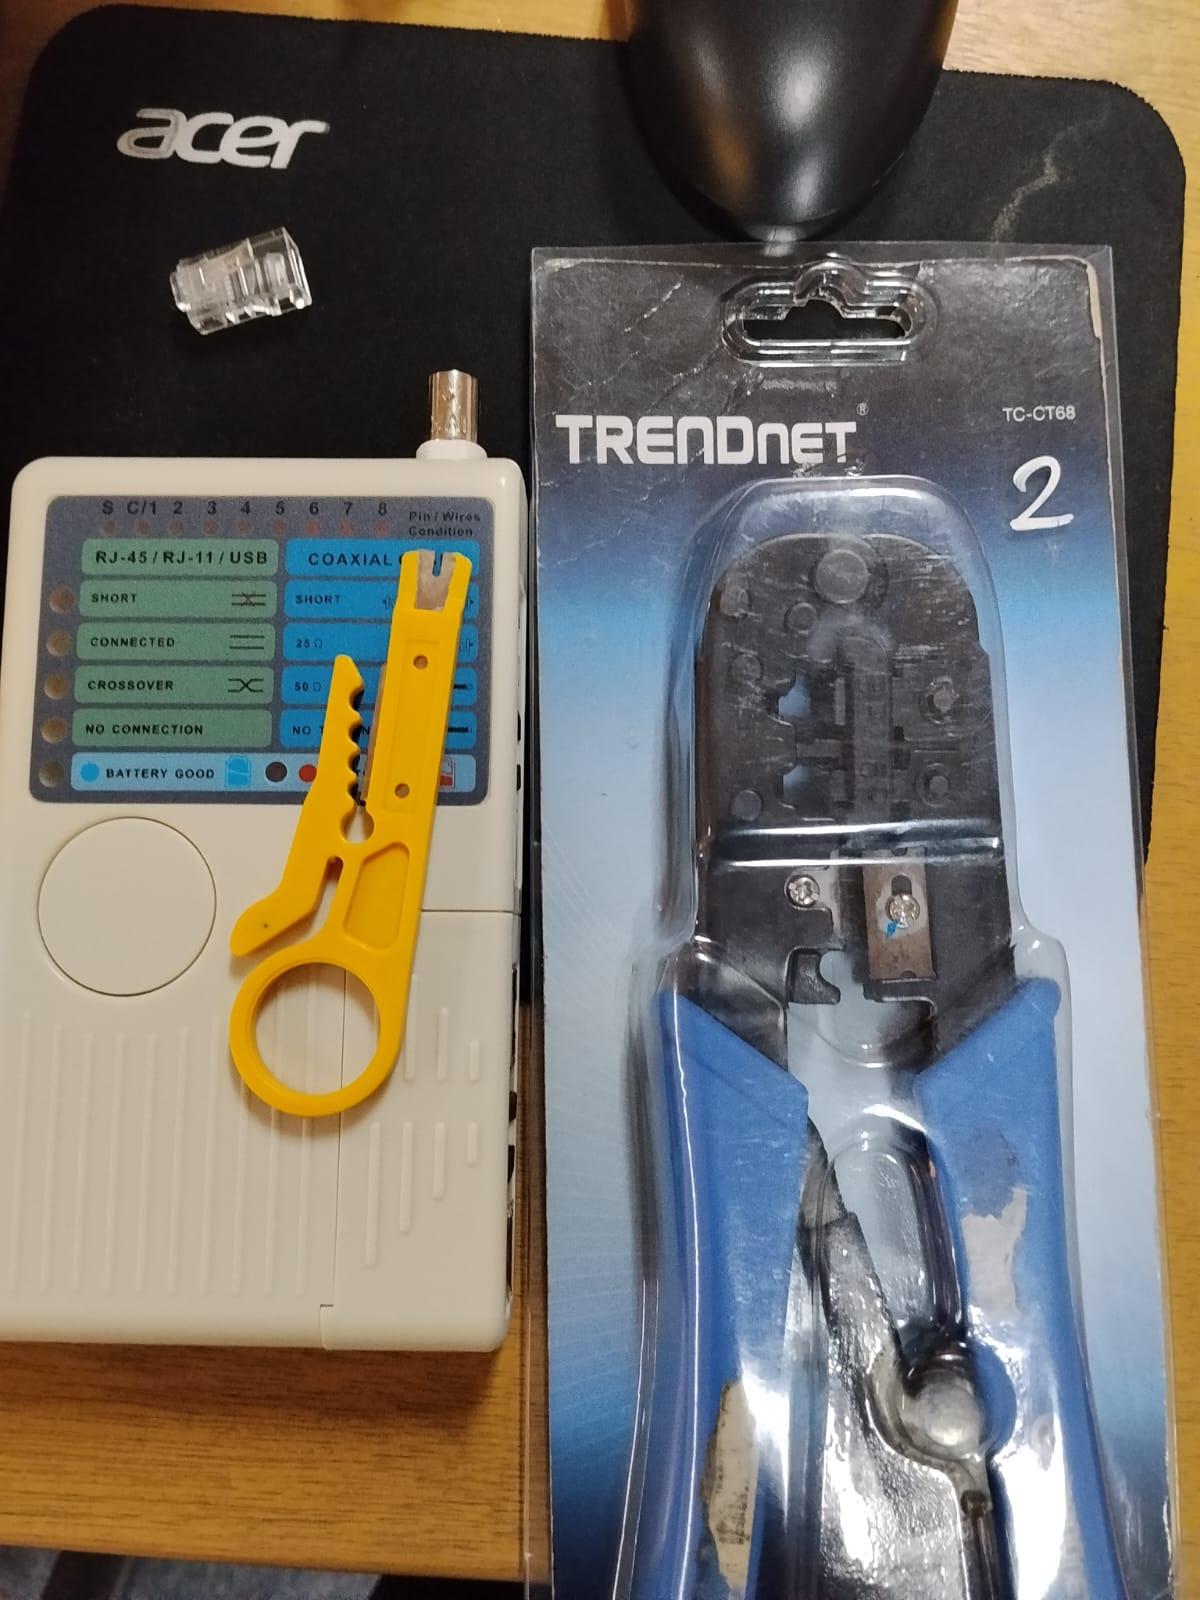 acer
TRENDnET®
TC-CT68
2
S C/1 2 3 4 5 6 7 8
Pin / Wires
Condition
RJ-45 / RJ-11 / USB
COAXIAL
SHORT
SHORT
CONNECTED
25 Ω
CROSSOVER
50 Ω
NO CONNECTION
NO
BATTERY GOOD